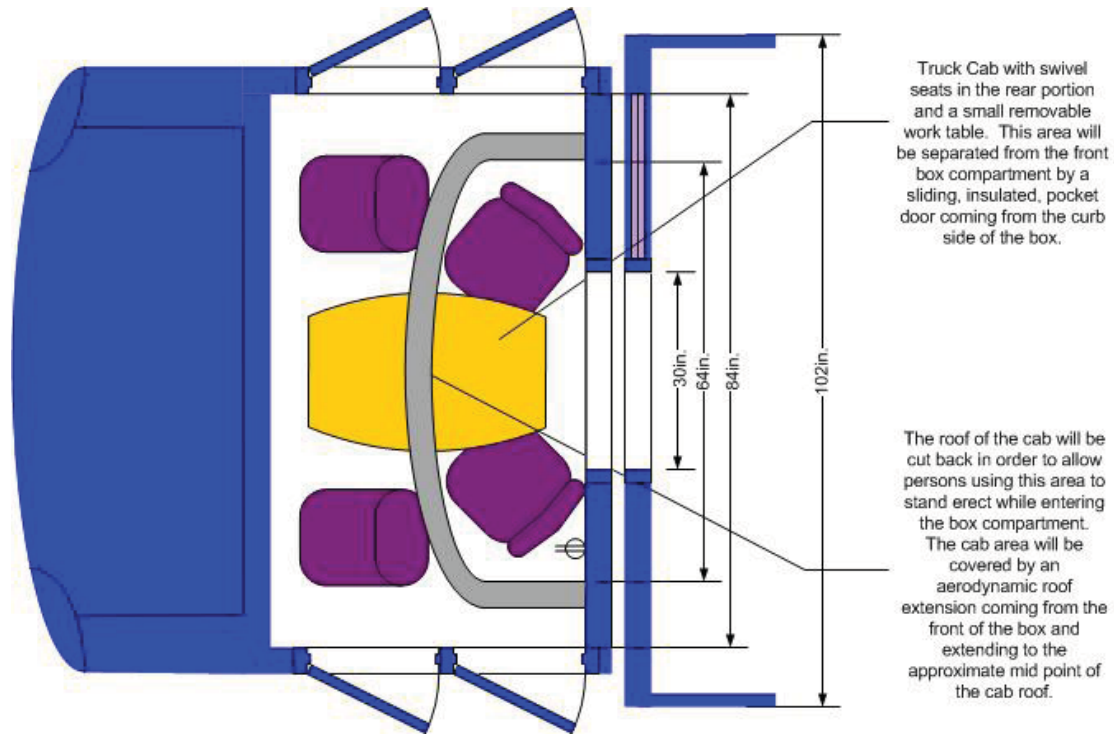 Truck Cab with swivel
seats in the rear portion
and a small removable
work table.  This area will
be separated from the front
box compartment by a
sliding, insulated, pocket
door coming from the curb
side of the box.
30in.
64in.
84in.
102in.
The roof of the cab will be
cut back in order to allow
persons using this area to
stand erect while entering
the box compartment.
The cab area will be
covered by an
aerodynamic roof
extension coming from the
front of the box and
extending to the
approximate mid point of
the cab roof.